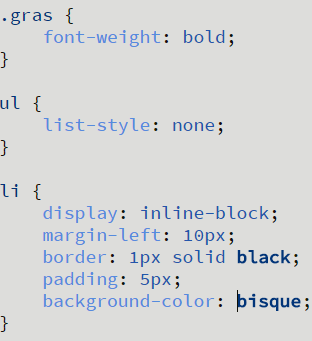 .gras {
    font-weight: bold;
}

ul {
    list-style: none;
}

li {
    display: inline-block;
    margin-left: 10px;
    border: 1px solid black;
    padding: 5px;
    background-color: bisque;
}